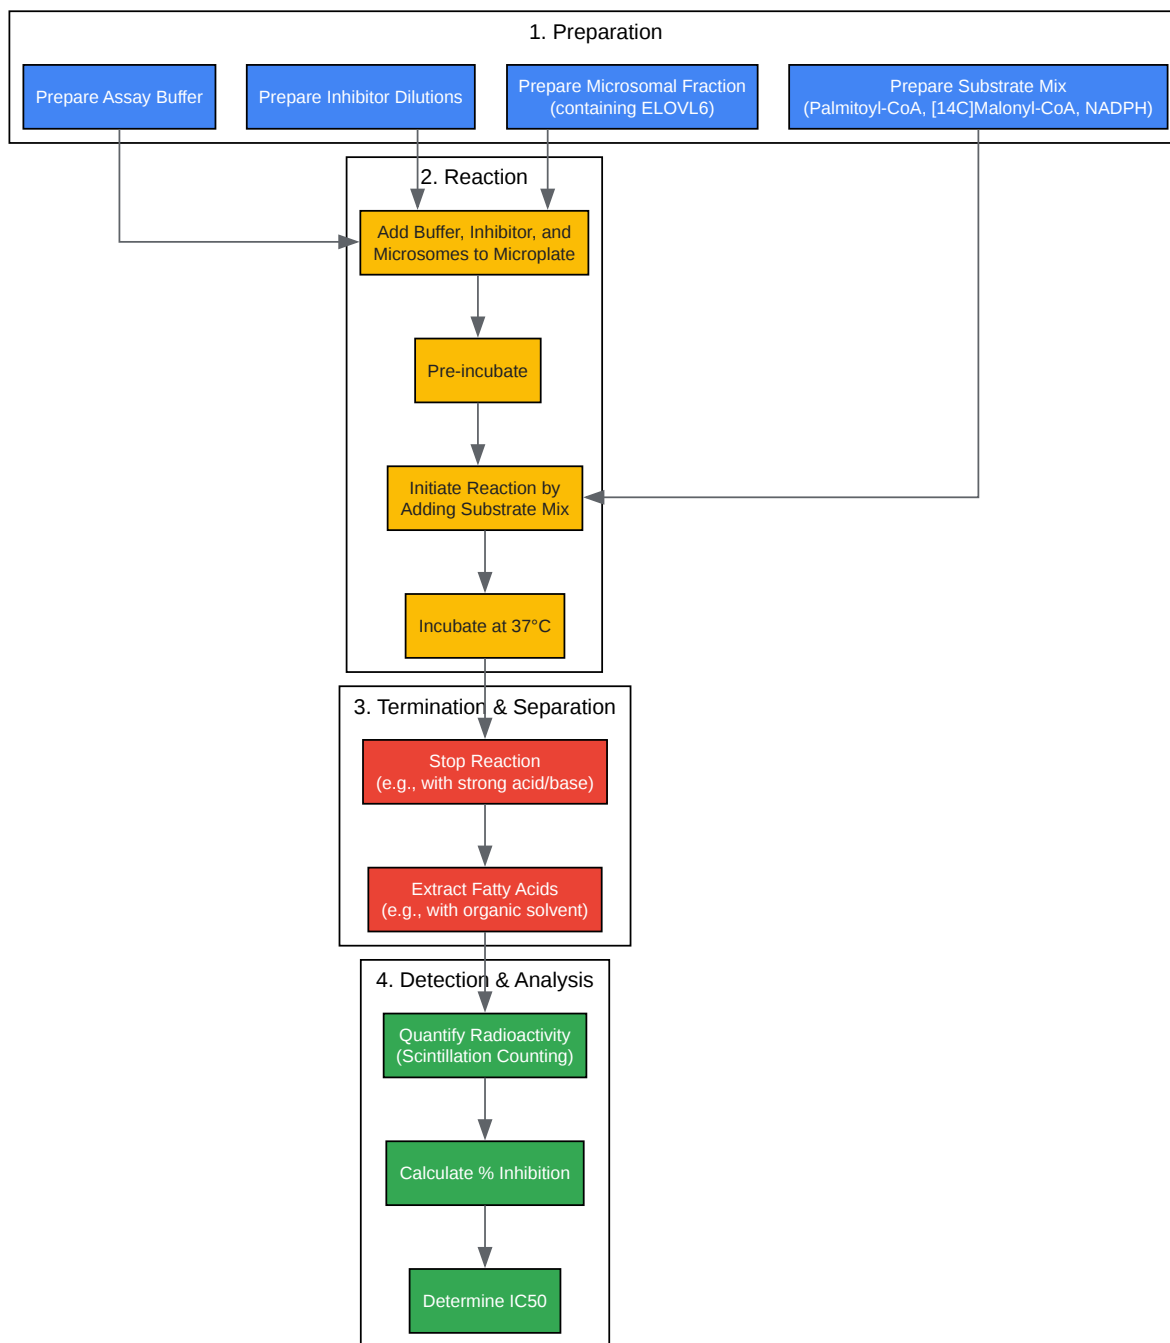 1. Preparation
Prepare Assay Buffer
Prepare Inhibitor Dilutions
Prepare Microsomal Fraction
(containing ELOVL6)
Prepare Substrate Mix
(Palmitoyl-CoA, [14C]Malonyl-CoA, NADPH)
2. Reaction
Add Buffer, Inhibitor, and
Microsomes to Microplate
Pre-incubate
Initiate Reaction by
Adding Substrate Mix
Incubate at 37°C
3. Termination & Separation
Stop Reaction
(e.g., with strong acid/base)
Extract Fatty Acids
(e.g., with organic solvent)
4. Detection & Analysis
Quantify Radioactivity
(Scintillation Counting)
Calculate % Inhibition
Determine IC50